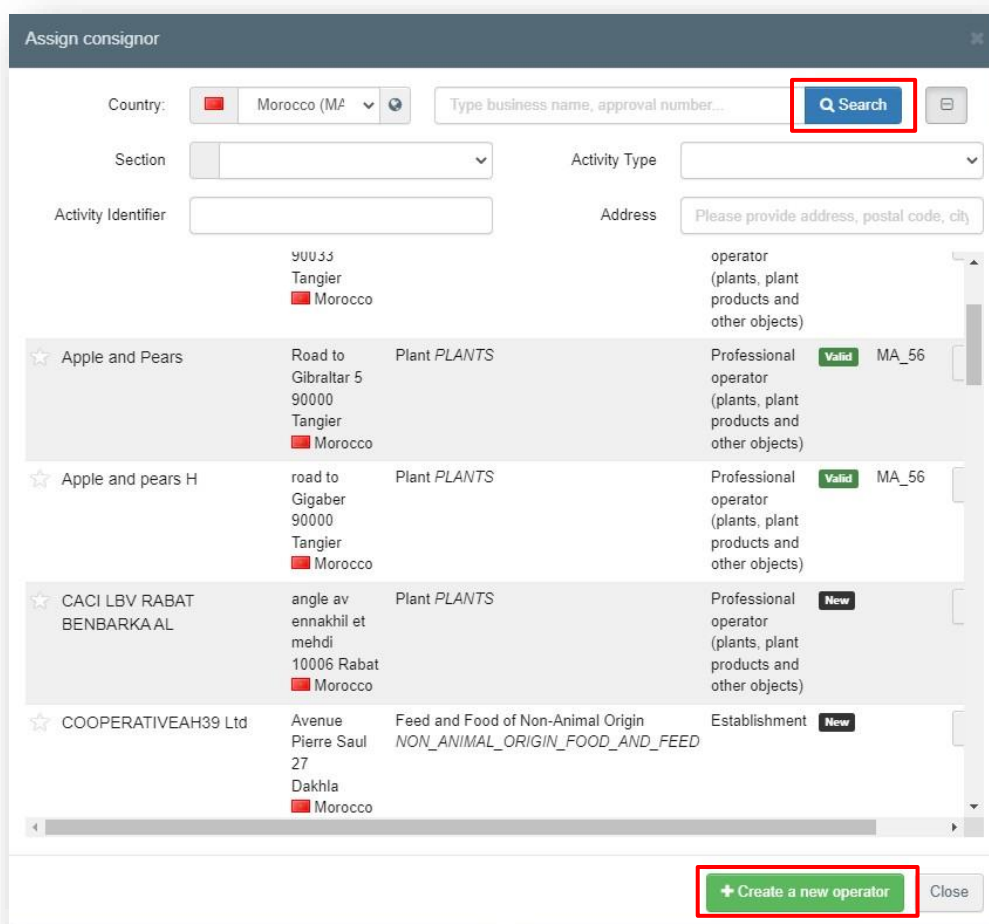 Assign consignor
Country: Morocco (MA Type business name, approval number... Search
Section Activity Type
Activity Identifier Address Please provide address, postal code, city
90033 operator
Tangier (plants, plant
Morocco products and
other objects)
Apple and Pears Road to Plant PLANTS Professional Valid MA_56
Gibraltar 5 operator
90000 (plants, plant
Tangier products and
Morocco other objects)
Apple and pears H road to Plant PLANTS Professional Valid MA_56
Gigaber operator
90000 (plants, plant
Tangier products and
Morocco other objects)
CACI LBV RABAT angle av Plant PLANTS Professional New
BENBARKA AL ennakhil et operator
mehdi (plants, plant
10006 Rabat products and
Morocco other objects)
COOPERATIVEAH39 Ltd Avenue Feed and Food of Non-Animal Origin Establishment New
Pierre Saul NON_ANIMAL_ORIGIN_FOOD_AND_FEED
27
Dakhla
Morocco
+ Create a new operator Close